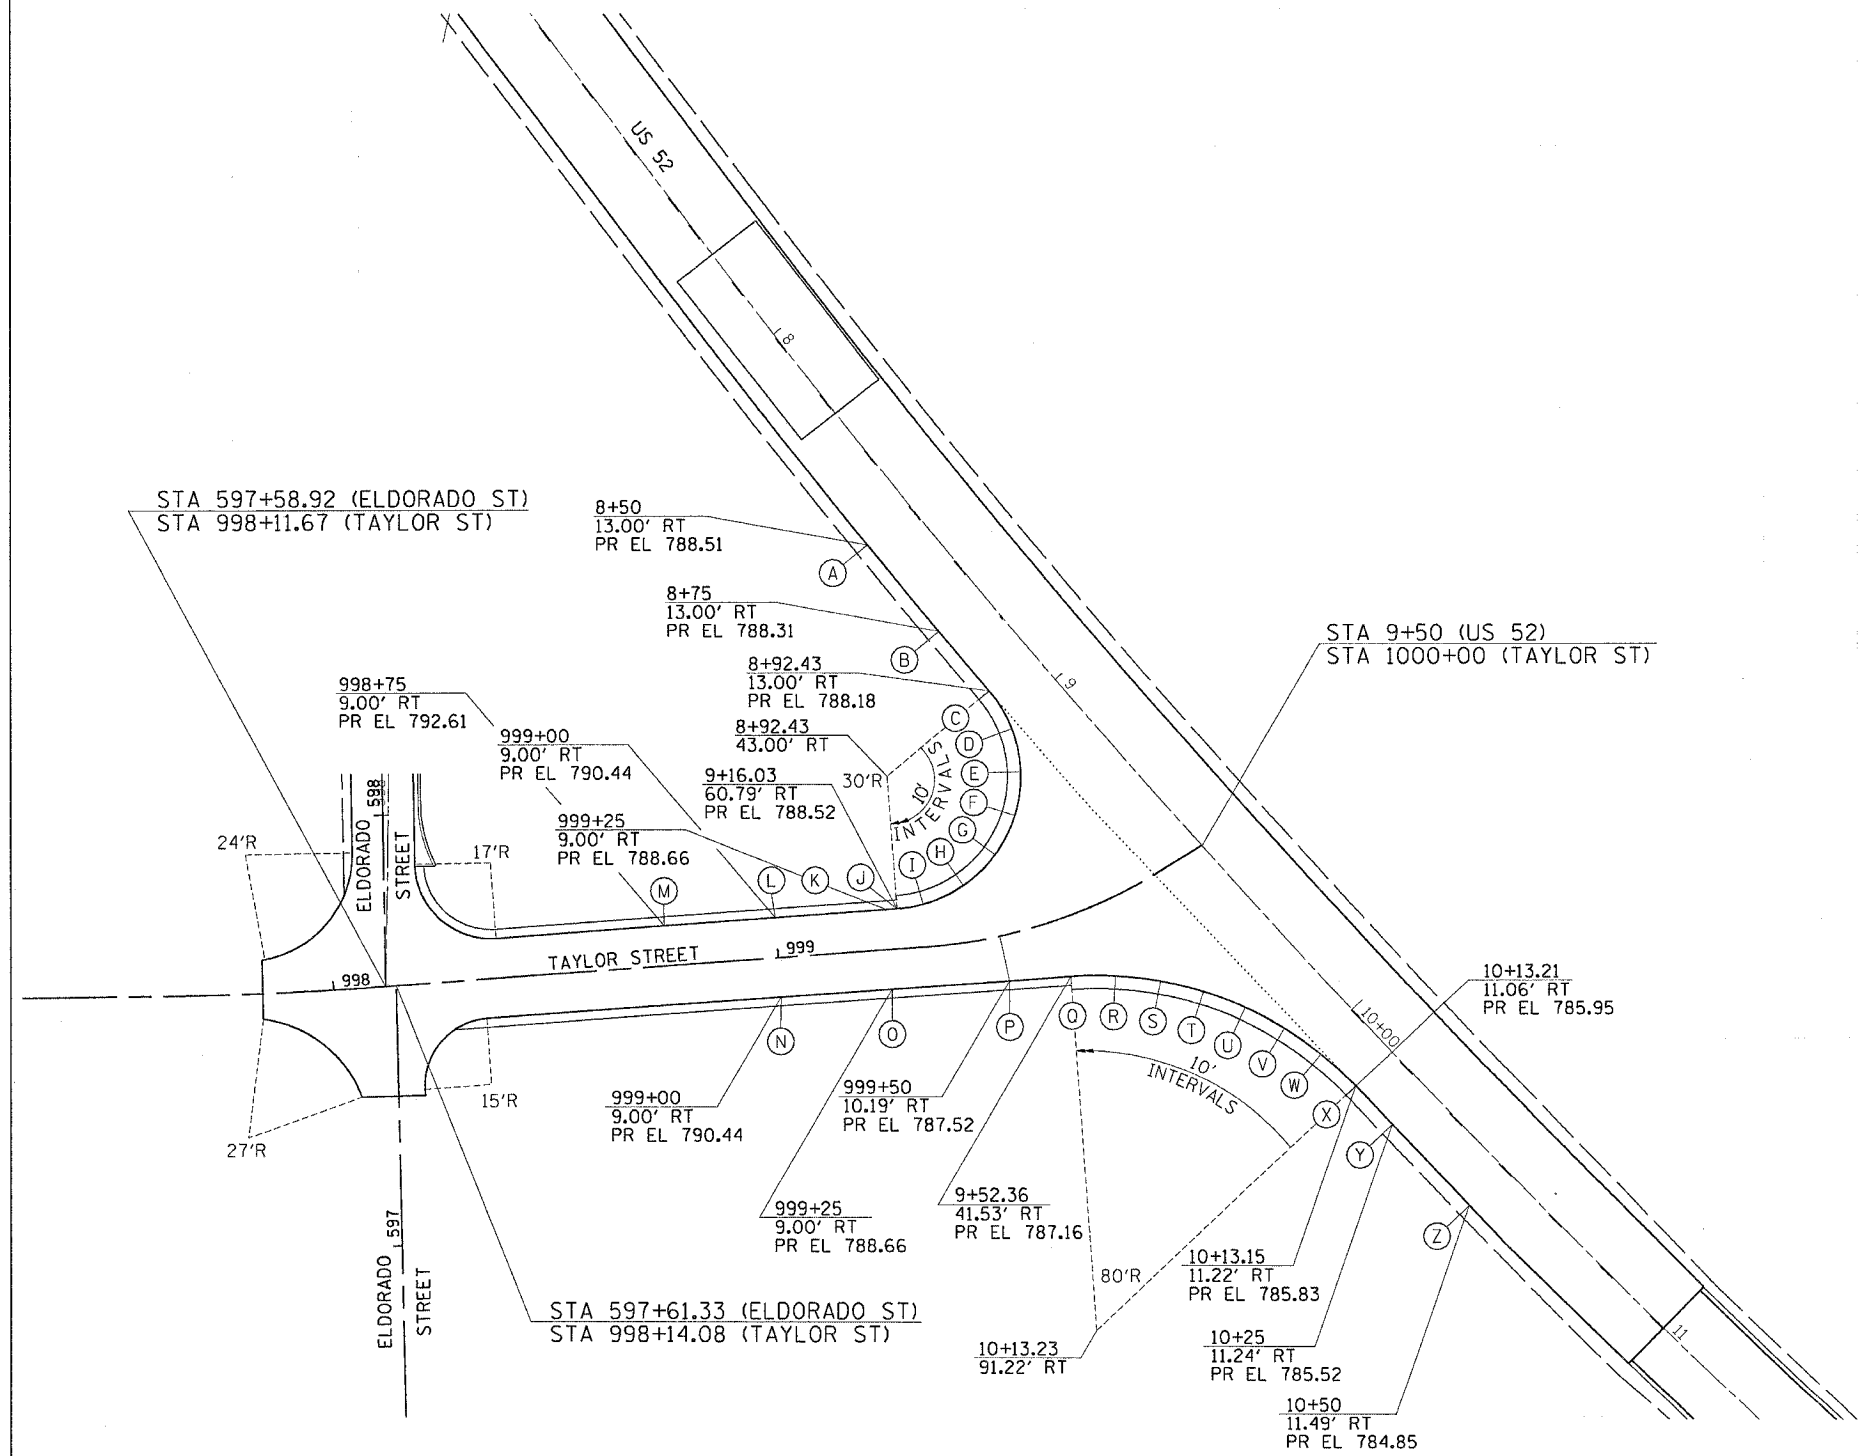 US 52
8
STA 597+58.92 (ELDORADO ST)
STA 998+11.67 (TAYLOR ST)
8+50
13.00' RT
PR EL 788.51
A
8+75
13.00' RT
PR EL 788.31
B
STA 9+50 (US 52)
STA 1000+00 (TAYLOR ST)
8+92.43
13.00' RT
PR EL 788.18
9
998+75
9.00' RT
PR EL 792.61
C
D
E
F
G
H
I
8+92.43
43.00' RT
999+00
9.00' RT
PR EL 790.44
9+16.03
60.79' RT
PR EL 788.52
30'R
10'
INTERVALS
598
999+25
9.00' RT
PR EL 788.66
24'R
17'R
ELDORADO
STREET
M
L
K
J
TAYLOR STREET
999
998
10+13.21
11.06' RT
PR EL 785.95
10+00
N
O
P
Q
R
S
T
U
V
W
X
Y
Z
10'
INTERVALS
15'R
27'R
999+00
9.00' RT
PR EL 790.44
999+50
10.19' RT
PR EL 787.52
999+25
9.00' RT
PR EL 788.66
9+52.36
41.53' RT
PR EL 787.16
597
ELDORADO
STREET
80'R
10+13.15
11.22' RT
PR EL 785.83
STA 597+61.33 (ELDORADO ST)
STA 998+14.08 (TAYLOR ST)
10+13.23
91.22' RT
10+25
11.24' RT
PR EL 785.52
11
10+50
11.49' RT
PR EL 784.85